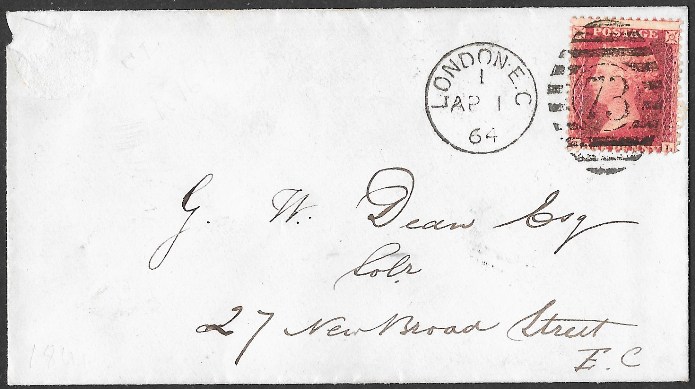 POSTAGE
LONDON·E.C
1
AP 1
64
73
G. W. Dean Esq
Solr
27 New Broad Street
E. C